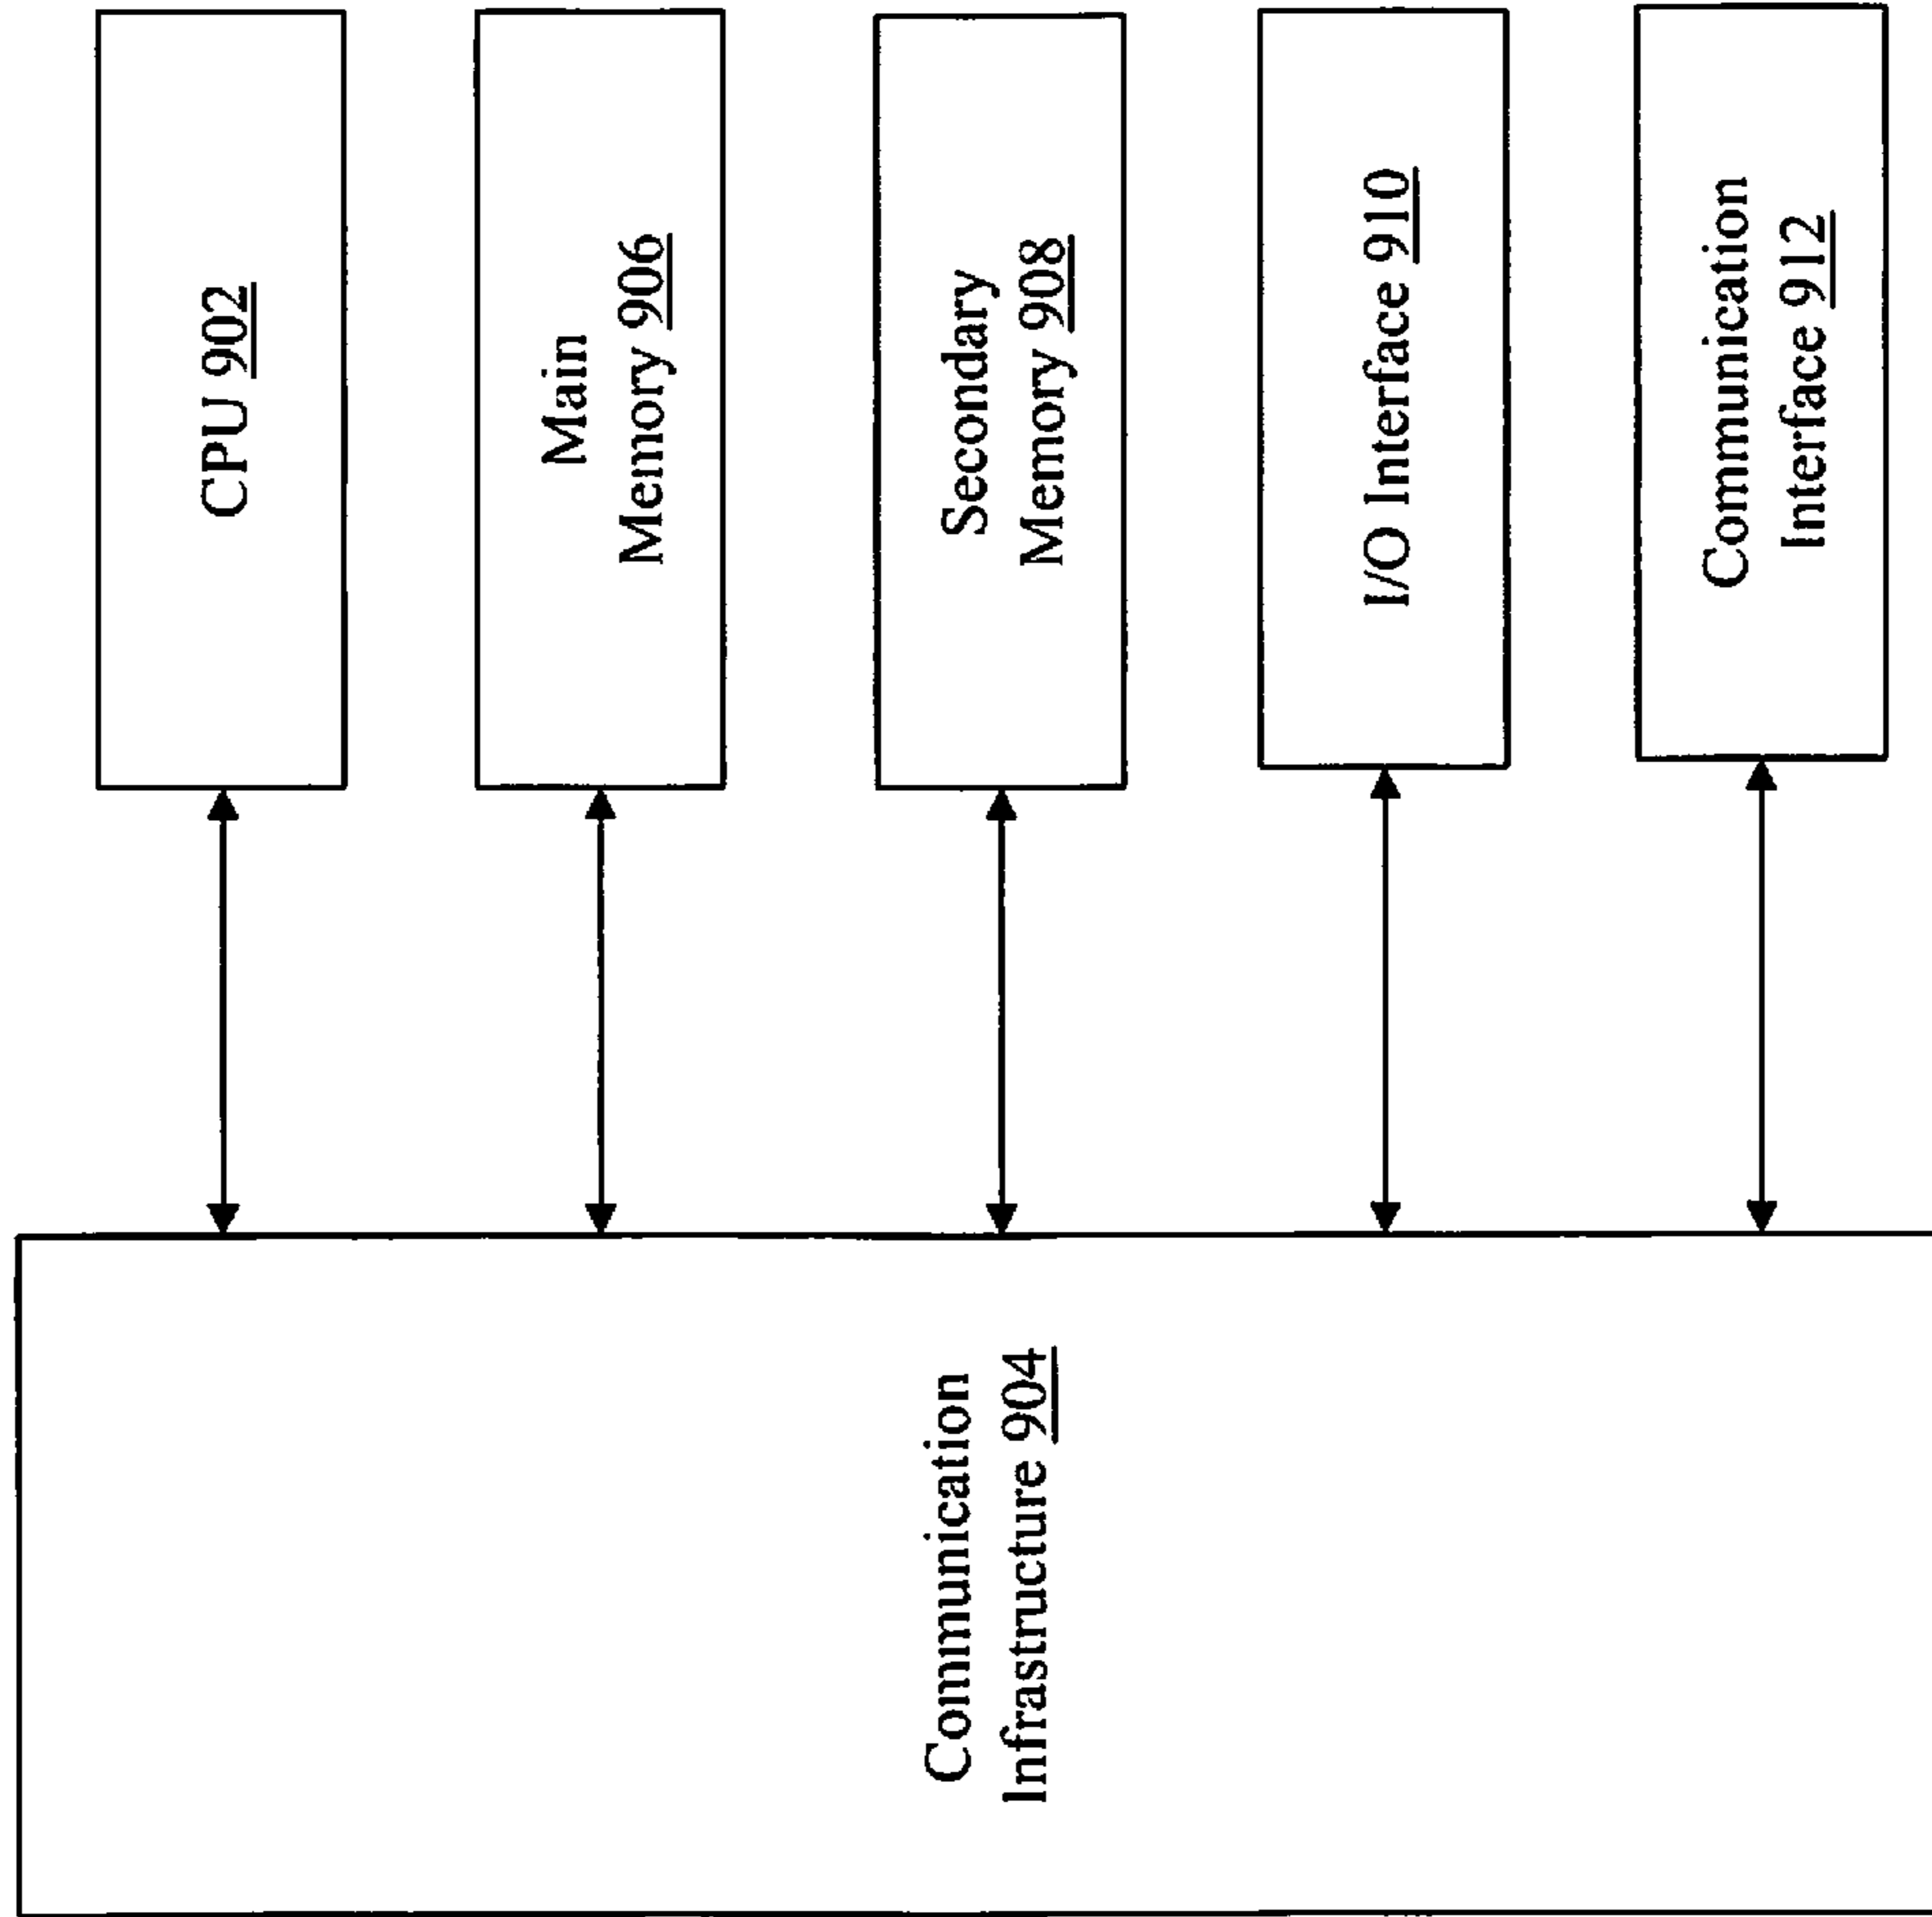 CPU 902
Main
Memory 906
Secondary
Memory 908
I/O Interface 910
Communication
Interface 912
Communication
Infrastructure 904